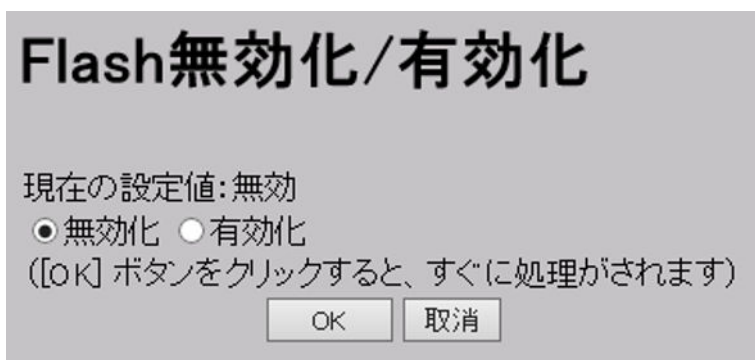 Flash無効化/有効化
現在の設定値:無効
無効化 有効化
([OK] ボタンをクリックすると、すぐに処理がされます)
OK 取消